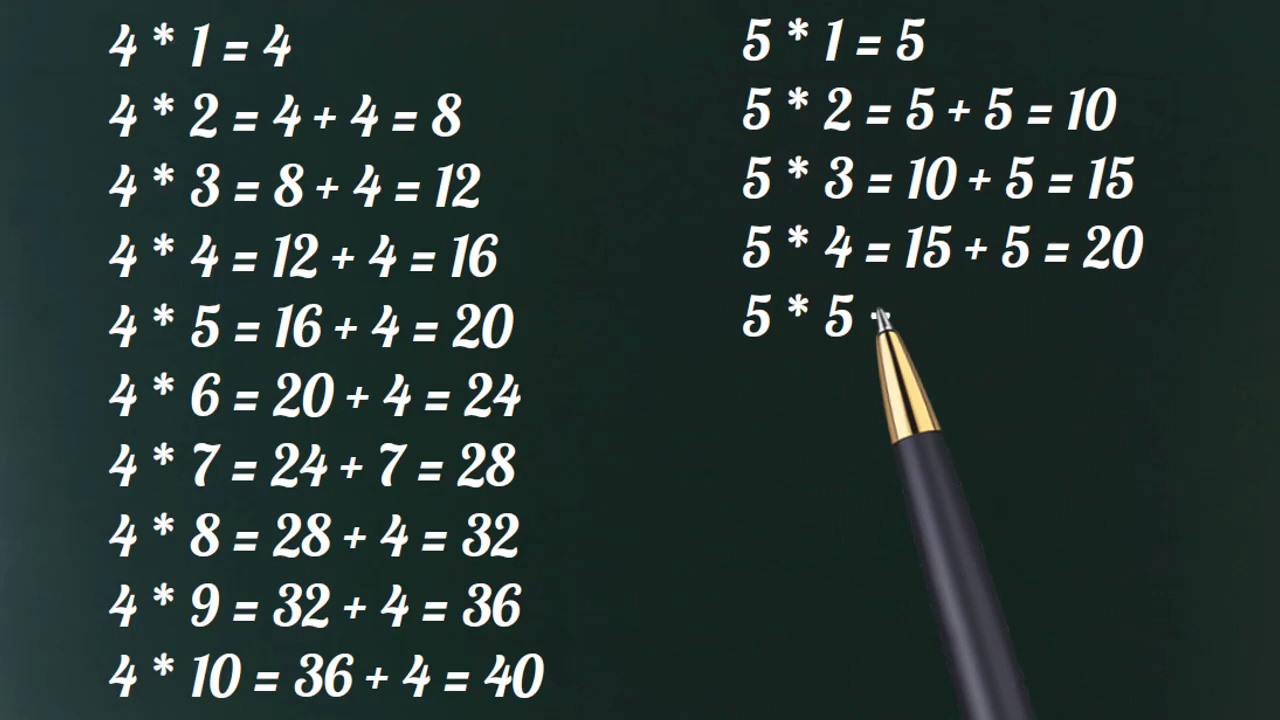 4 * 1 = 4
4 * 2 = 4 + 4 = 8
4 * 3 = 8 + 4 = 12
4 * 4 = 12 + 4 = 16
4 * 5 = 16 + 4 = 20
4 * 6 = 20 + 4 = 24
4 * 7 = 24 + 7 = 28
4 * 8 = 28 + 4 = 32
4 * 9 = 32 + 4 = 36
4 * 10 = 36 + 4 = 40
5 * 1 = 5
5 * 2 = 5 + 5 = 10
5 * 3 = 10 + 5 = 15
5 * 4 = 15 + 5 = 20
5 * 5